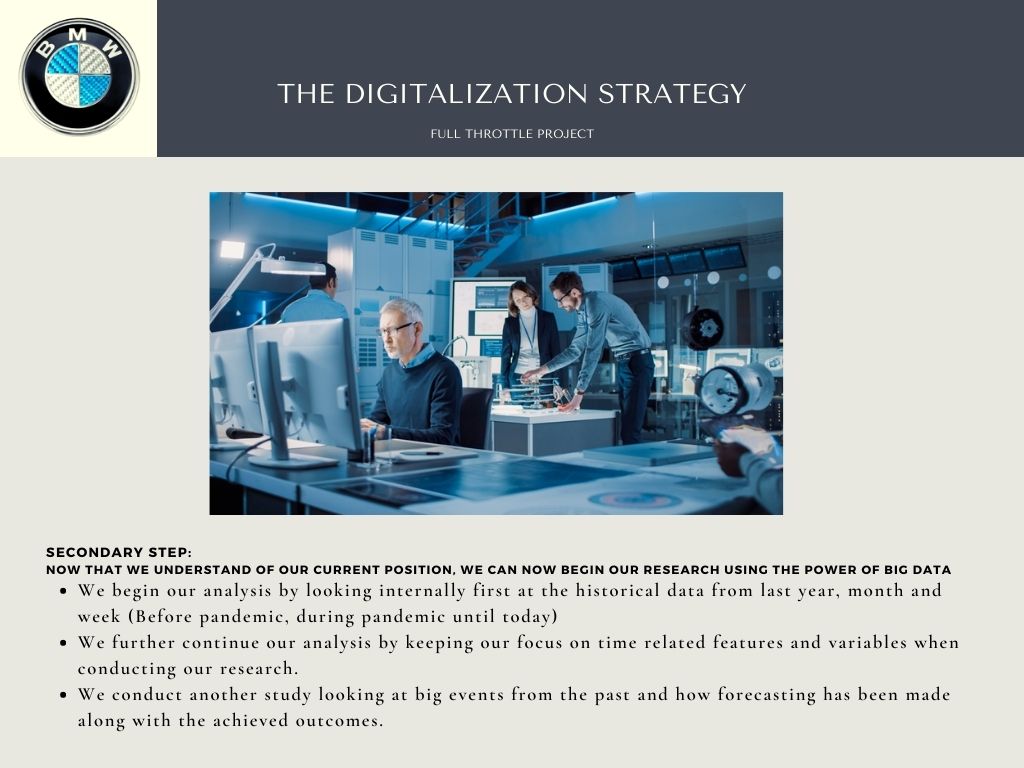 BMW
THE DIGITALIZATION STRATEGY
FULL THROTTLE PROJECT
SECONDARY STEP:
NOW THAT WE UNDERSTAND OF OUR CURRENT POSITION, WE CAN NOW BEGIN OUR RESEARCH USING THE POWER OF BIG DATA
• We begin our analysis by looking internally first at the historical data from last year, month and
week (Before pandemic, during pandemic until today)
• We further continue our analysis by keeping our focus on time related features and variables when
conducting our research.
• We conduct another study looking at big events from the past and how forecasting has been made
along with the achieved outcomes.